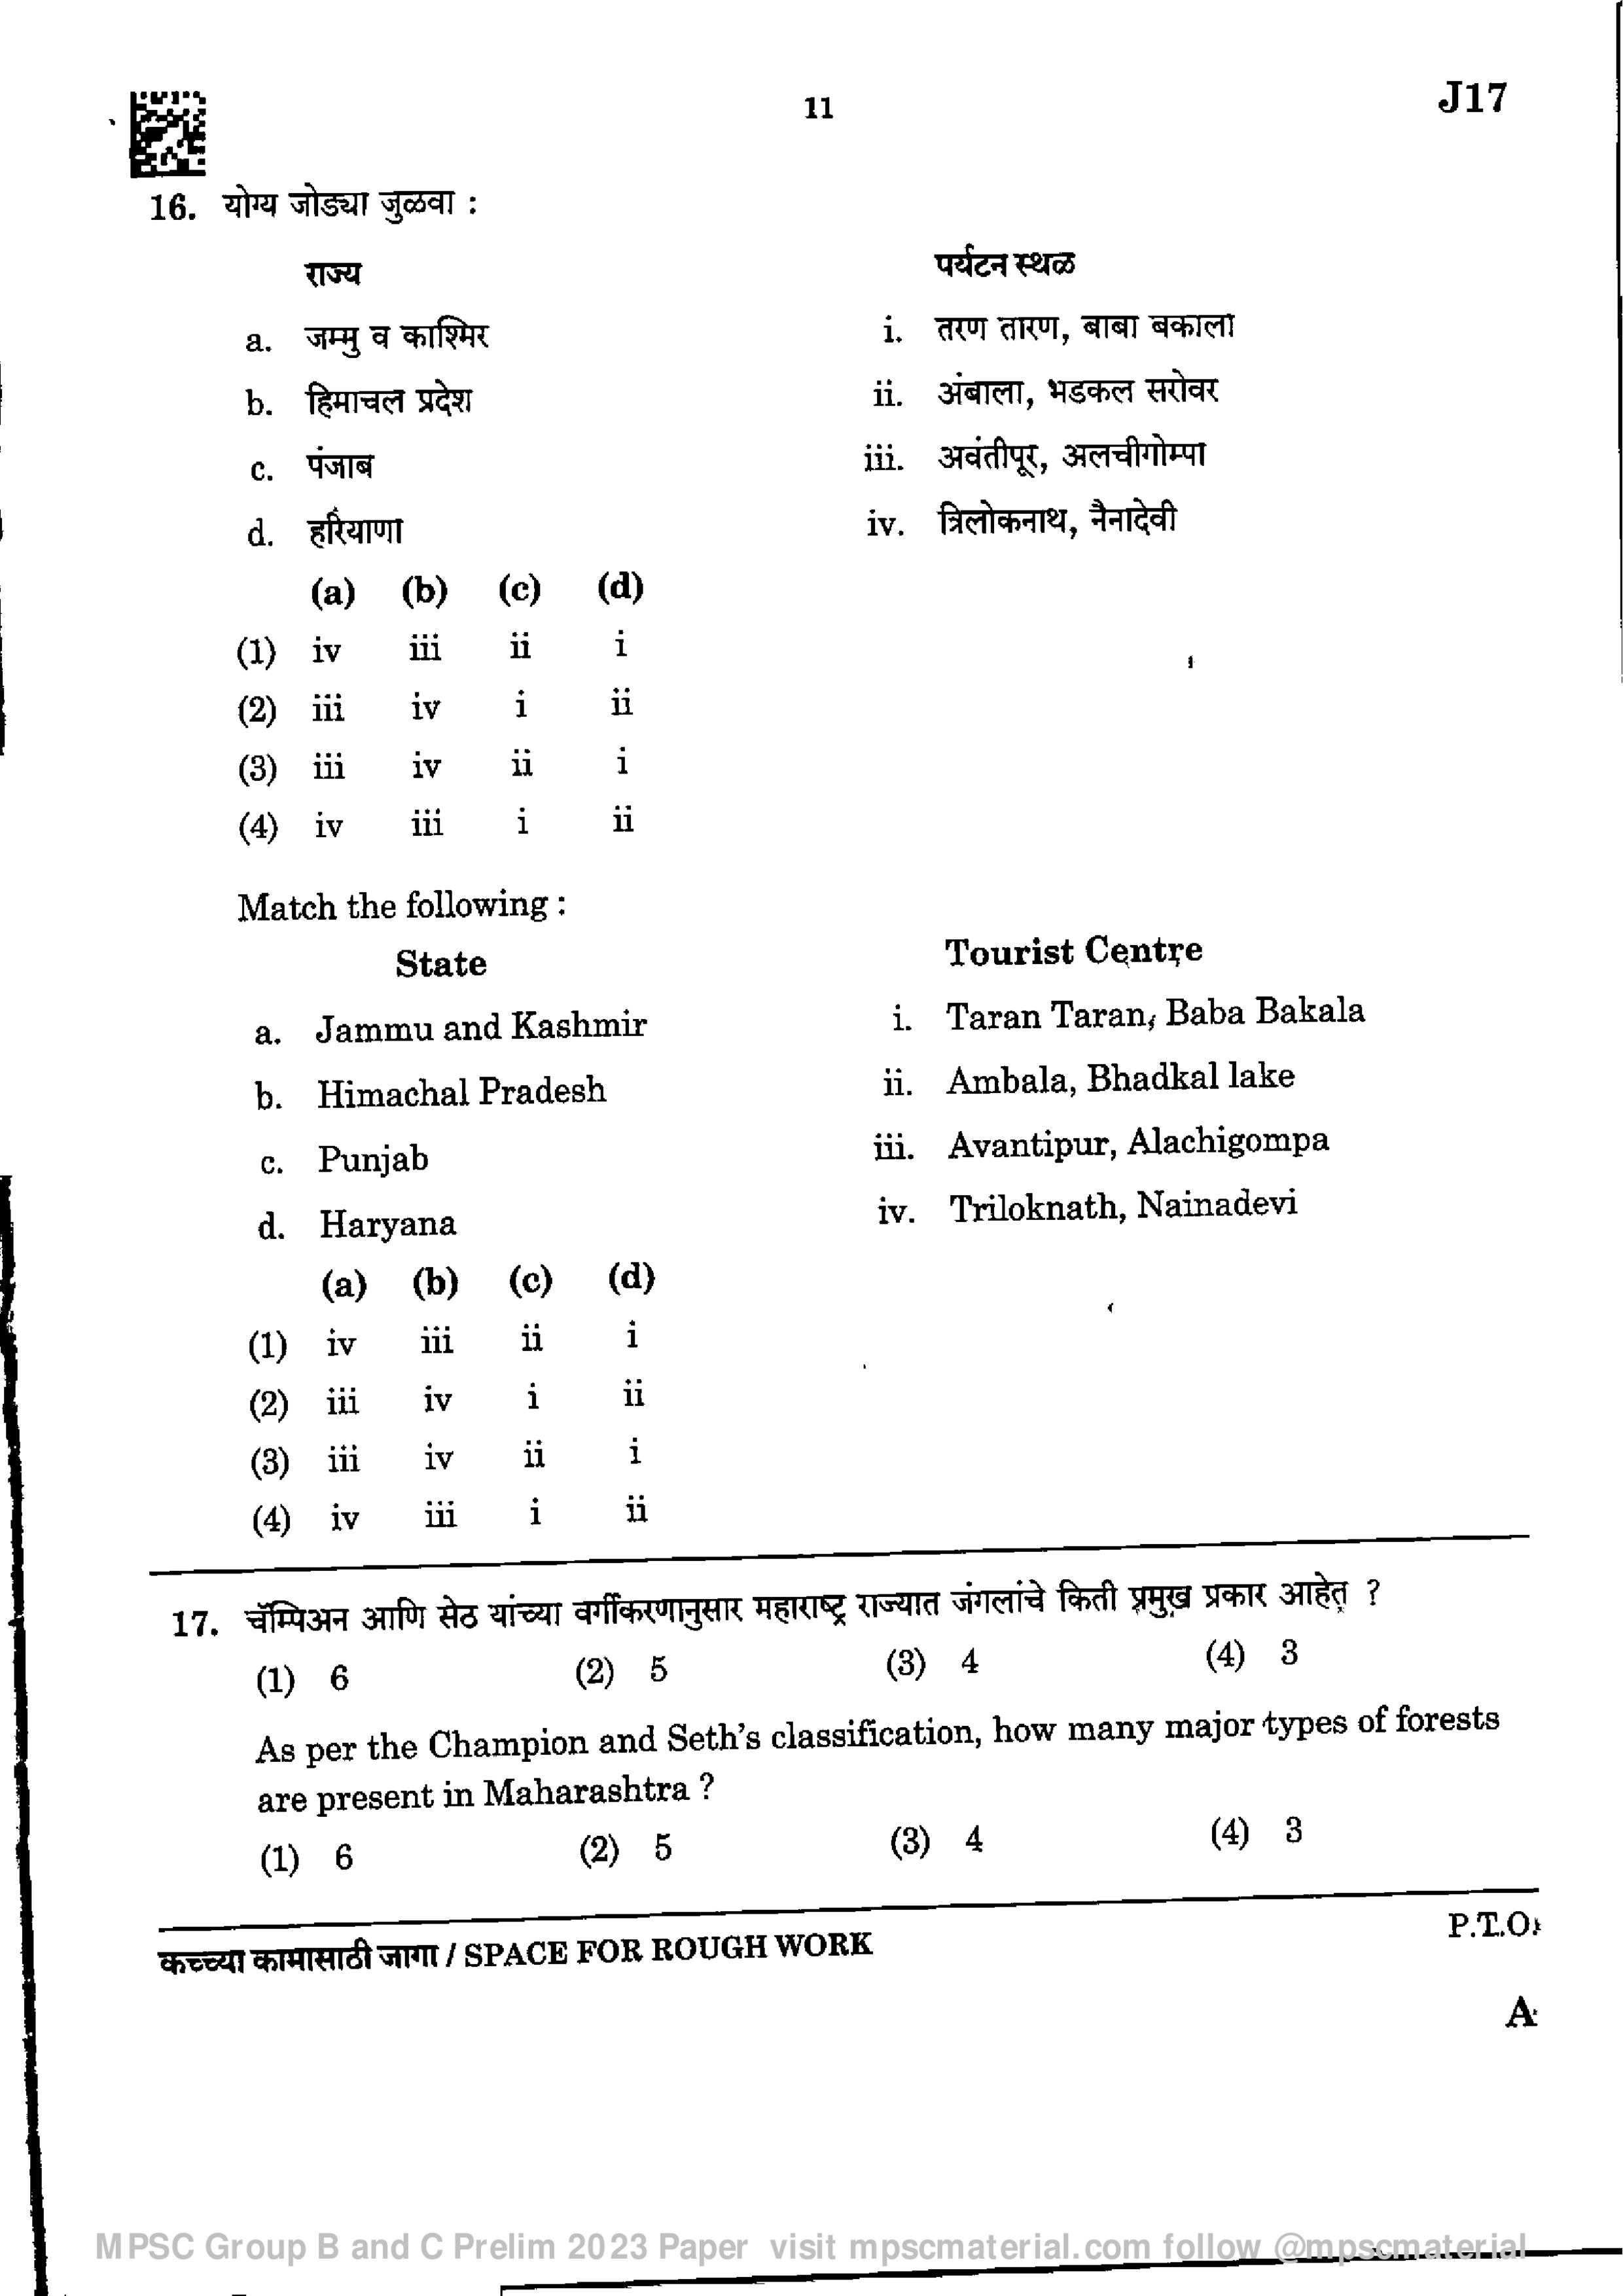 11
J17
16. योग्य जोड्या जुळवा :
राज्य पर्यटन स्थळ
a. जम्मु व काश्मिर i. तरण तारण, बाबा बकाला
b. हिमाचल प्रदेश ii. अंबाला, भडकल सरोवर
c. पंजाब iii. अवंतीपूर, अलचीगोम्पा
d. हरियाणा iv. त्रिलोकनाथ, नैनादेवी
(a) (b) (c) (d)
(1) iv iii ii i
(2) iii iv i ii
(3) iii iv ii i
(4) iv iii i ii
Match the following :
State Tourist Centre
a. Jammu and Kashmir i. Taran Taran, Baba Bakala
b. Himachal Pradesh ii. Ambala, Bhadkal lake
c. Punjab iii. Avantipur, Alachigompa
d. Haryana iv. Triloknath, Nainadevi
(a) (b) (c) (d)
(1) iv iii ii i
(2) iii iv i ii
(3) iii iv ii i
(4) iv iii i ii
17. चॅम्पिअन आणि सेठ यांच्या वर्गीकरणानुसार महाराष्ट्र राज्यात जंगलांचे किती प्रमुख प्रकार आहेत ?
(1) 6 (2) 5 (3) 4 (4) 3
As per the Champion and Seth's classification, how many major types of forests
are present in Maharashtra ?
(1) 6 (2) 5 (3) 4 (4) 3
कच्च्या कामासाठी जागा / SPACE FOR ROUGH WORK P.T.O.
A
MPSC Group B and C Prelim 2023 Paper visit mpscmaterial.com follow @mpscmaterial